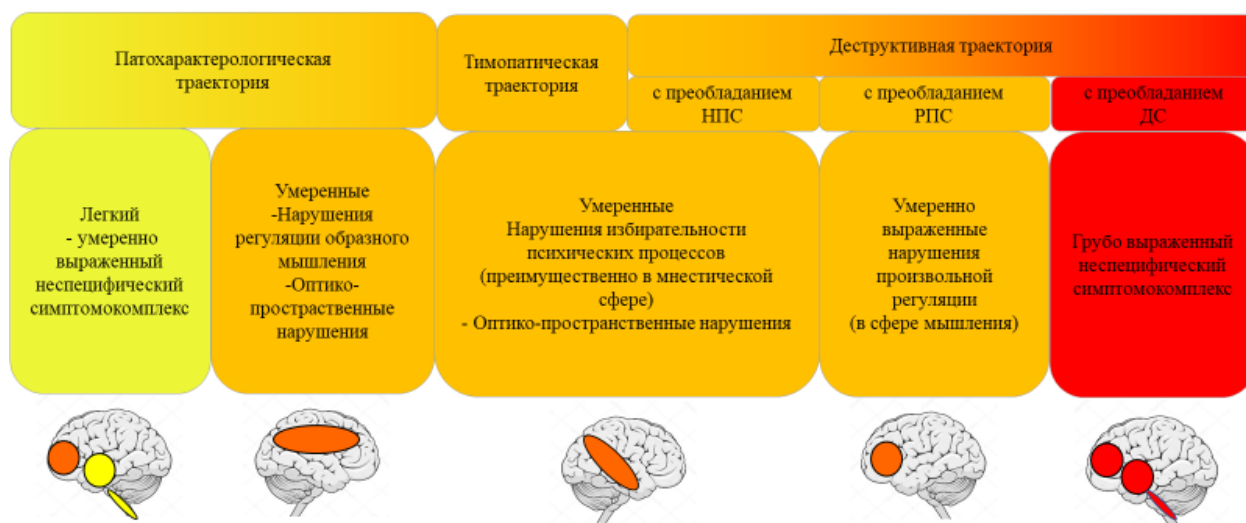 Патохарактерологическая
траектория
Тимопатическая
траектория
Деструктивная траектория
с преобладанием
НПС
с преобладанием
РПС
с преобладанием
ДС
Легкий
- умеренно
выраженный
неспецифический
симптомокомплекс
Умеренные
-Нарушения
регуляции образного
мышления
-Оптико-
простраственные
нарушения
Умеренные
Нарушения избирательности
психических процессов
(преимущественно в мнестической
сфере)
- Оптико-пространственные нарушения
Умеренно
выраженные
нарушения
произвольной
регуляции
(в сфере мышления)
Грубо выраженный
неспецифический
симптомокомплекс